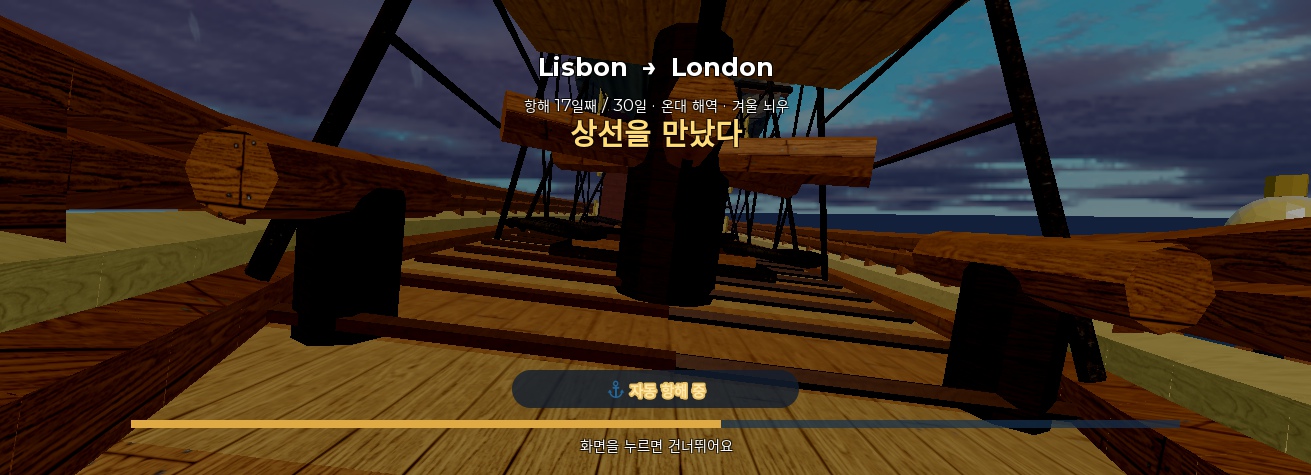 Lisbon → London
항해 17일째 / 30일 · 온대 해역 · 겨울 뇌우
상선을 만났다
⚓ 자동 항해 중
화면을 누르면 건너뛰어요